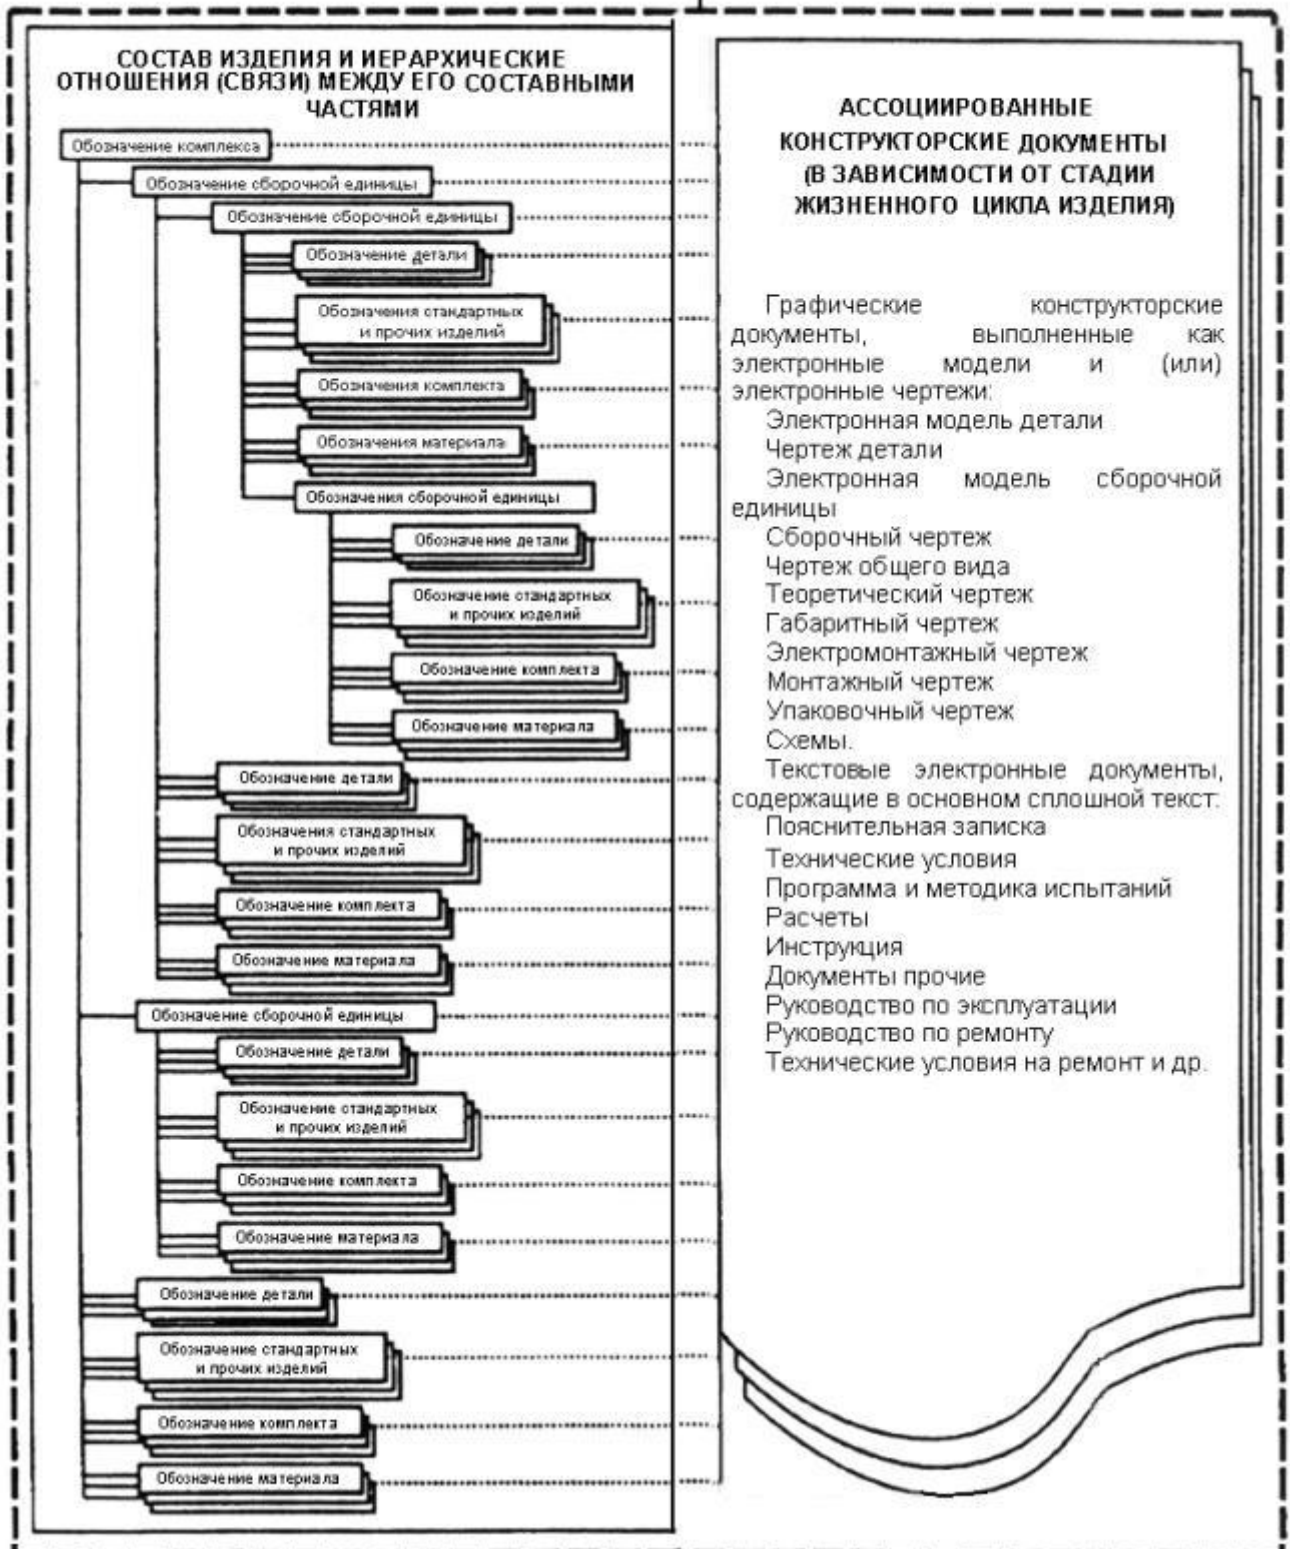 СОСТАВ ИЗДЕЛИЯ И ИЕРАРХИЧЕСКИЕ
ОТНОШЕНИЯ (СВЯЗИ) МЕЖДУ ЕГО СОСТАВНЫМИ
ЧАСТЯМИ
Обозначение комплекса
Обозначение сборочной единицы
Обозначение сборочной единицы
Обозначение детали
Обозначения стандартных
и прочих изделий
Обозначения комплекта
Обозначения материала
Обозначения сборочной единицы
Обозначение детали
Обозначение стандартных
и прочих изделий
Обозначение комплекта
Обозначение материала
Обозначение детали
Обозначения стандартных
и прочих изделий
Обозначение комплекта
Обозначение материала
Обозначение сборочной единицы
Обозначение детали
Обозначение стандартных
и прочих изделий
Обозначение комплекта
Обозначение материала
Обозначение детали
Обозначение стандартных
и прочих изделий
Обозначение комплекта
Обозначение материала
АССОЦИИРОВАННЫЕ
КОНСТРУКТОРСКИЕ ДОКУМЕНТЫ
(В ЗАВИСИМОСТИ ОТ СТАДИИ
ЖИЗНЕННОГО ЦИКЛА ИЗДЕЛИЯ)
Графические конструкторские
документы, выполненные как
электронные модели и (или)
электронные чертежи:
Электронная модель детали
Чертеж детали
Электронная модель сборочной
единицы
Сборочный чертеж
Чертеж общего вида
Теоретический чертеж
Габаритный чертеж
Электромонтажный чертеж
Монтажный чертеж
Упаковочный чертеж
Схемы.
Текстовые электронные документы,
содержащие в основном сплошной текст:
Пояснительная записка
Технические условия
Программа и методика испытаний
Расчеты
Инструкция
Документы прочие
Руководство по эксплуатации
Руководство по ремонту
Технические условия на ремонт и др.